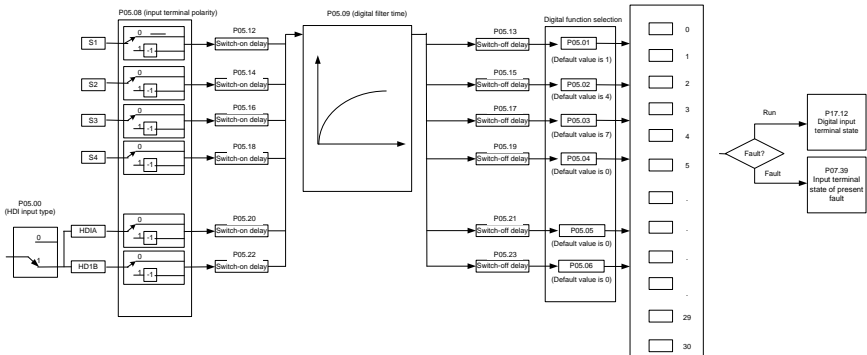 P05.08 (input terminal polarity)
P05.09 (digital filter time)
Digital function selection
S1
0
1
-1
P05.12
Switch-on delay
P05.13
Switch-off delay
P05.01
(Default value is 1)
S2
0
1
-1
P05.14
Switch-on delay
P05.15
Switch-off delay
P05.02
(Default value is 4)
S3
0
1
-1
P05.16
Switch-on delay
P05.17
Switch-off delay
P05.03
(Default value is 7)
S4
0
1
-1
P05.18
Switch-on delay
P05.19
Switch-off delay
P05.04
(Default value is 0)
P05.00
(HDI input type)
0
1
HDIA
0
1
-1
P05.20
Switch-on delay
P05.21
Switch-off delay
P05.05
(Default value is 0)
HD1B
0
1
-1
P05.22
Switch-on delay
P05.23
Switch-off delay
P05.06
(Default value is 0)
0
1
2
3
4
5
.
.
.
.
29
30
Fault?
Run
Fault
P17.12
Digital input
terminal state
P07.39
Input terminal
state of present
fault